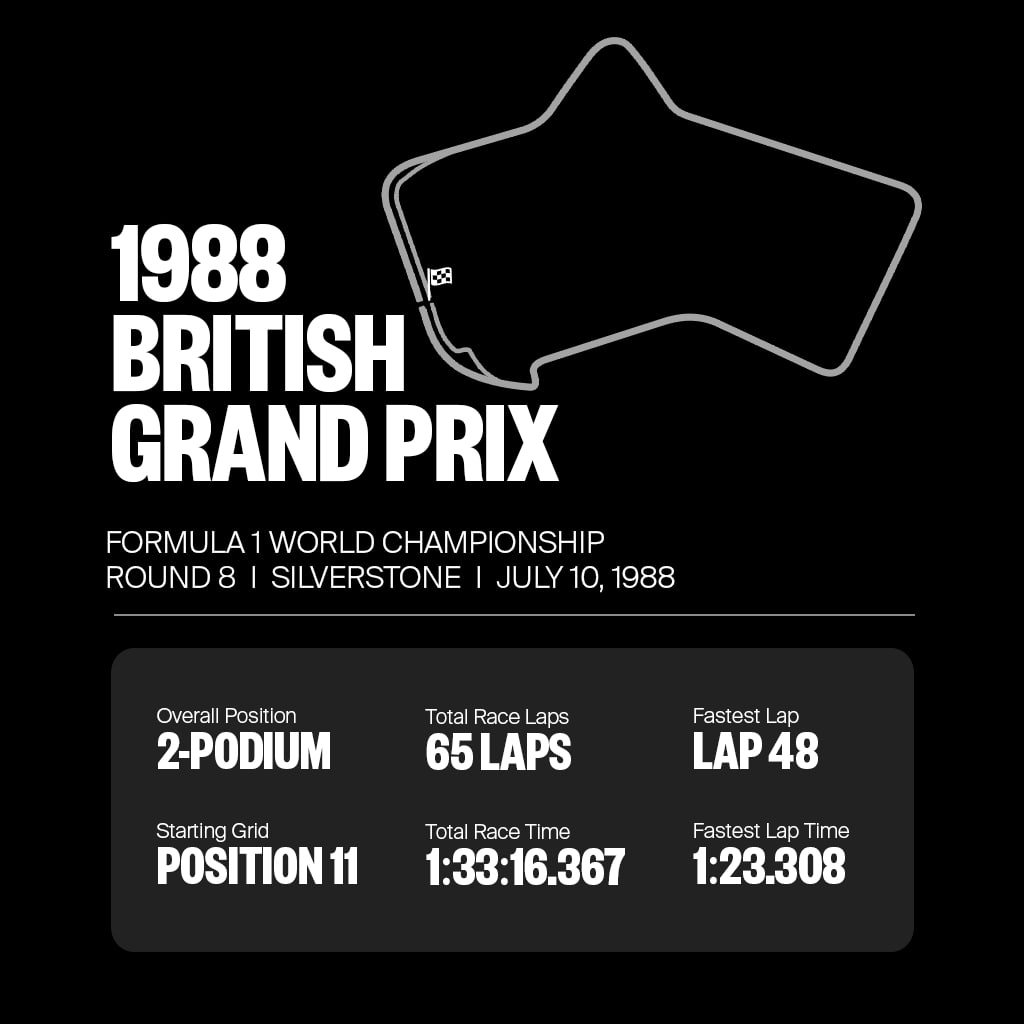 1988
BRITISH
GRAND PRIX
FORMULA 1 WORLD CHAMPIONSHIP
ROUND 8 | SILVERSTONE | JULY 10, 1988
Overall Position
2-PODIUM
Total Race Laps
65 LAPS
Fastest Lap
LAP 48
Starting Grid
POSITION 11
Total Race Time
1:33:16.367
Fastest Lap Time
1:23.308